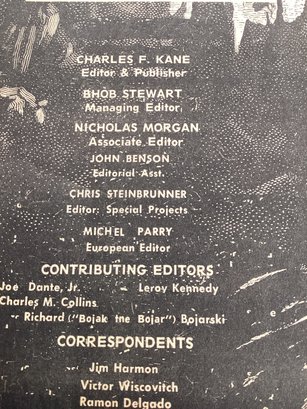 CHARLES F. KANE
Editor & Publisher
BHOB STEWART
Managing Editor
NICHOLAS MORGAN
Associate Editor
JOHN BENSON
Editorial Asst.
CHRIS STEINBRUNNER
Editor: Special Projects
MICHEL PARRY
European Editor
CONTRIBUTING EDITORS
Joe Dante, Jr. Leroy Kennedy
Charles M. Collins
Richard ("Bojak tne Bojar") Bojarski
CORRESPONDENTS
Jim Harmon
Victor Wiscovitch
Ramon Delgado